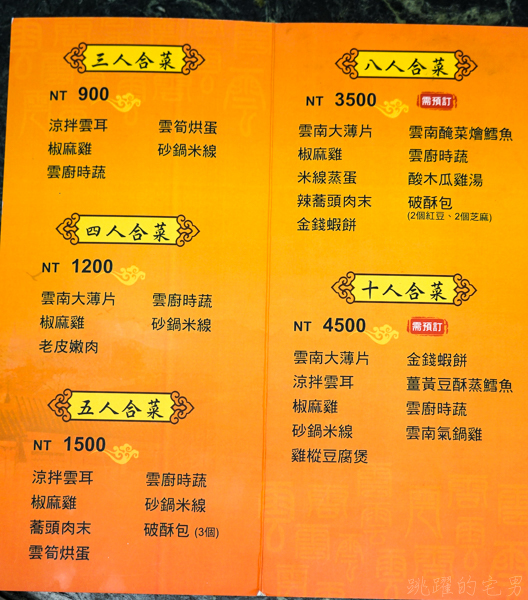 三人合菜
NT 900
涼拌雲耳 雲筍烘蛋
椒麻雞 砂鍋米線
雲廚時蔬
四人合菜
NT 1200
雲南大薄片 雲廚時蔬
椒麻雞 砂鍋米線
老皮嫩肉
五人合菜
NT 1500
涼拌雲耳 雲廚時蔬
椒麻雞 砂鍋米線
蕎頭肉末 破酥包 (3個)
雲筍烘蛋
八人合菜
NT 3500 需預訂
雲南大薄片 雲南醃菜燴鱈魚
椒麻雞 雲廚時蔬
米線蒸蛋 酸木瓜雞湯
辣蕎頭肉末 破酥包
(2個紅豆、2個芝麻)
金錢蝦餅
十人合菜
NT 4500 需預訂
雲南大薄片 金錢蝦餅
涼拌雲耳 薑黃豆酥蒸鱈魚
椒麻雞 雲廚時蔬
砂鍋米線 雲南氣鍋雞
雞樅豆腐煲
跳躍的宅男